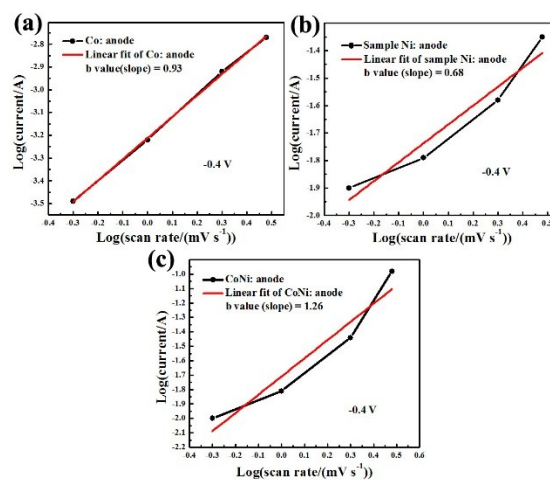 (a)
Co: anode
Linear fit of Co: anode
b value(slope) = 0.93
-2.8
-2.9
-3.0
-3.1
-3.2
-3.3
-3.4
-3.5
Log(current/A)
-0.4 V
-0.3 -0.2 -0.1 0.0 0.1 0.2 0.3 0.4 0.5
Log(scan rate/(mV s⁻¹))
(b)
Sample Ni: anode
Linear fit of sample Ni: anode
b value(slope) = 0.68
-1.4
-1.5
-1.6
-1.7
-1.8
-1.9
-2.0
Log(current/A)
-0.4 V
-0.4 -0.3 -0.2 -0.1 0.0 0.1 0.2 0.3 0.4 0.5
Log(scan rate/(mV s⁻¹))
(c)
CoNi: anode
Linear fit of CoNi: anode
b value (slope) = 1.26
-1.0
-1.1
-1.2
-1.3
-1.4
-1.5
-1.6
-1.7
-1.8
-1.9
-2.0
-2.1
-2.2
Log(current/A)
-0.4 V
-0.4 -0.3 -0.2 -0.1 0.0 0.1 0.2 0.3 0.4 0.5 0.6
Log(scan rate/(mV s⁻¹))